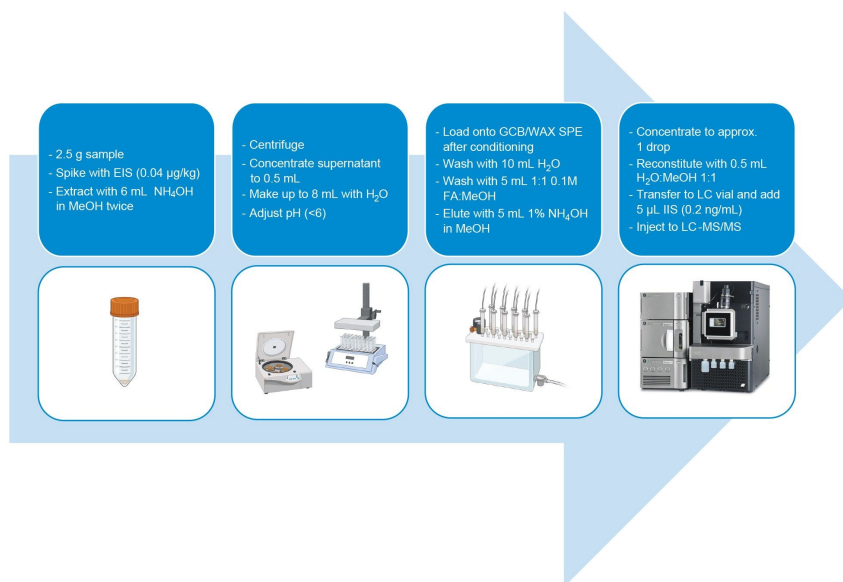 - 2.5 g sample
- Spike with EIS (0.04 µg/kg)
- Extract with 6 mL NH₄OH
in MeOH twice
- Centrifuge
- Concentrate supernatant
to 0.5 mL
- Make up to 8 mL with H₂O
- Adjust pH (<6)
- Load onto GCB/WAX SPE
after conditioning
- Wash with 10 mL H₂O
- Wash with 5 mL 1:1 0.1M
FA:MeOH
- Elute with 5 mL 1% NH₄OH
in MeOH
- Concentrate to approx.
1 drop
- Reconstitute with 0.5 mL
H₂O:MeOH 1:1
- Transfer to LC vial and add
5 µL IIS (0.2 ng/mL)
- Inject to LC-MS/MS